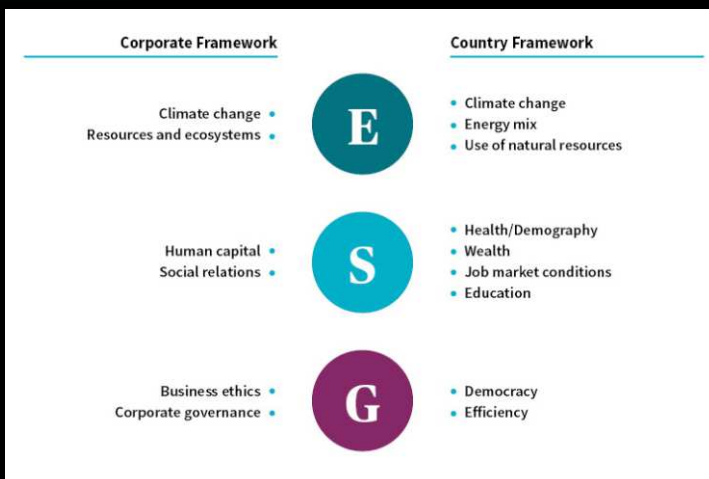 Corporate Framework
Country Framework
Climate change
Resources and ecosystems
E
Climate change
Energy mix
Use of natural resources
Human capital
Social relations
S
Health/Demography
Wealth
Job market conditions
Education
Business ethics
Corporate governance
G
Democracy
Efficiency